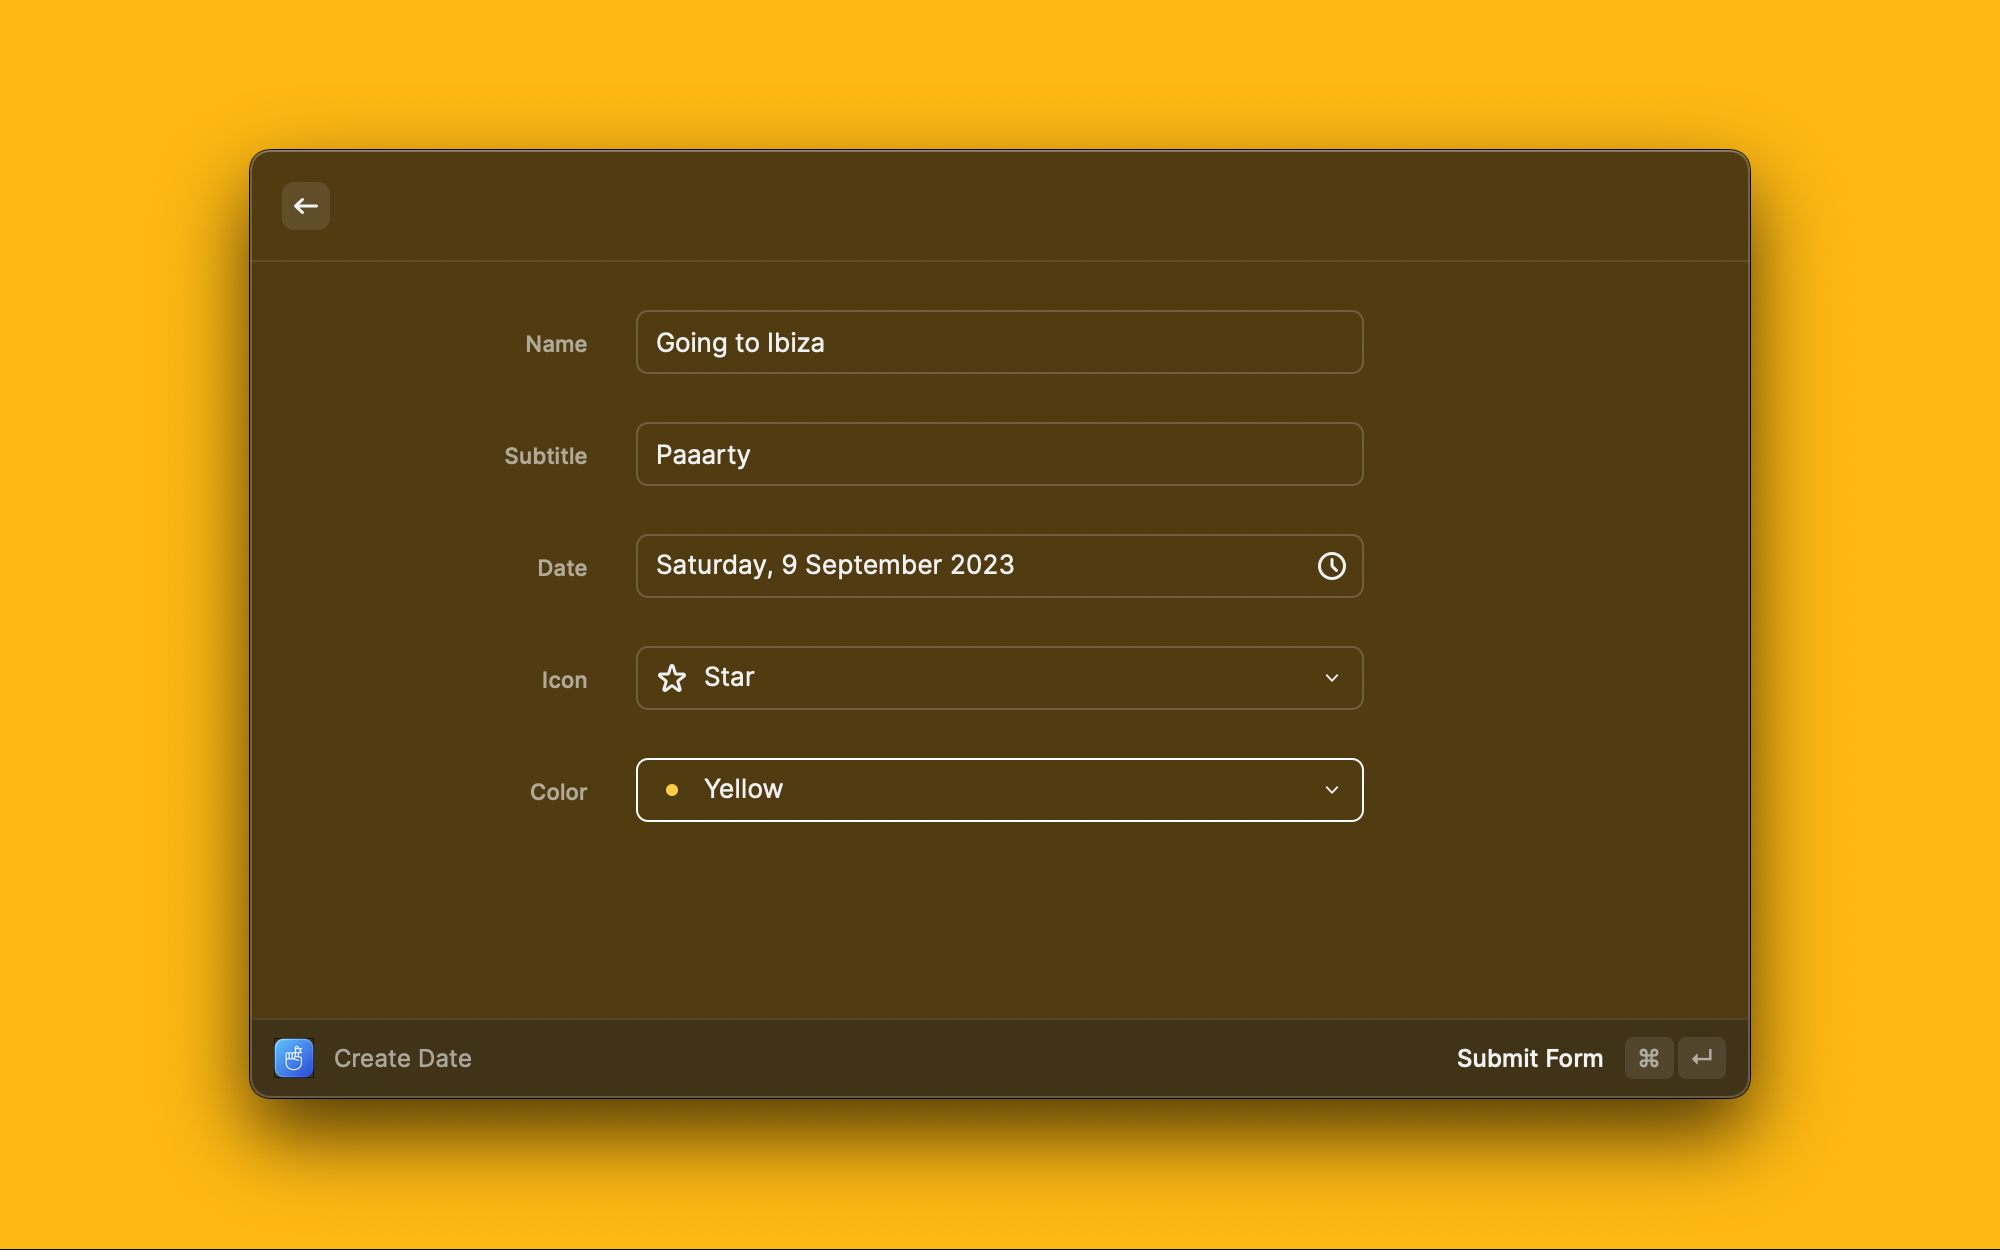 Name
Going to Ibiza
Subtitle
Paaarty
Date
Saturday, 9 September 2023
Icon
Star
Color
Yellow
Create Date
Submit Form ⌘ ↵